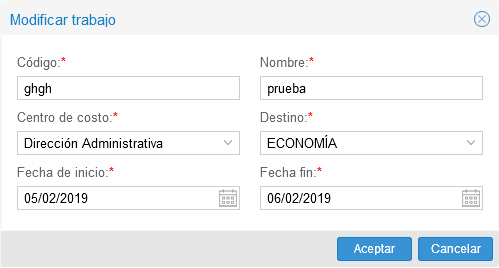 Modificar trabajo
Código:* Nombre:*
ghgh prueba
Centro de costo:* Destino:*
Dirección Administrativa ECONOMÍA
Fecha de inicio:* Fecha fin:*
05/02/2019 06/02/2019
Aceptar Cancelar